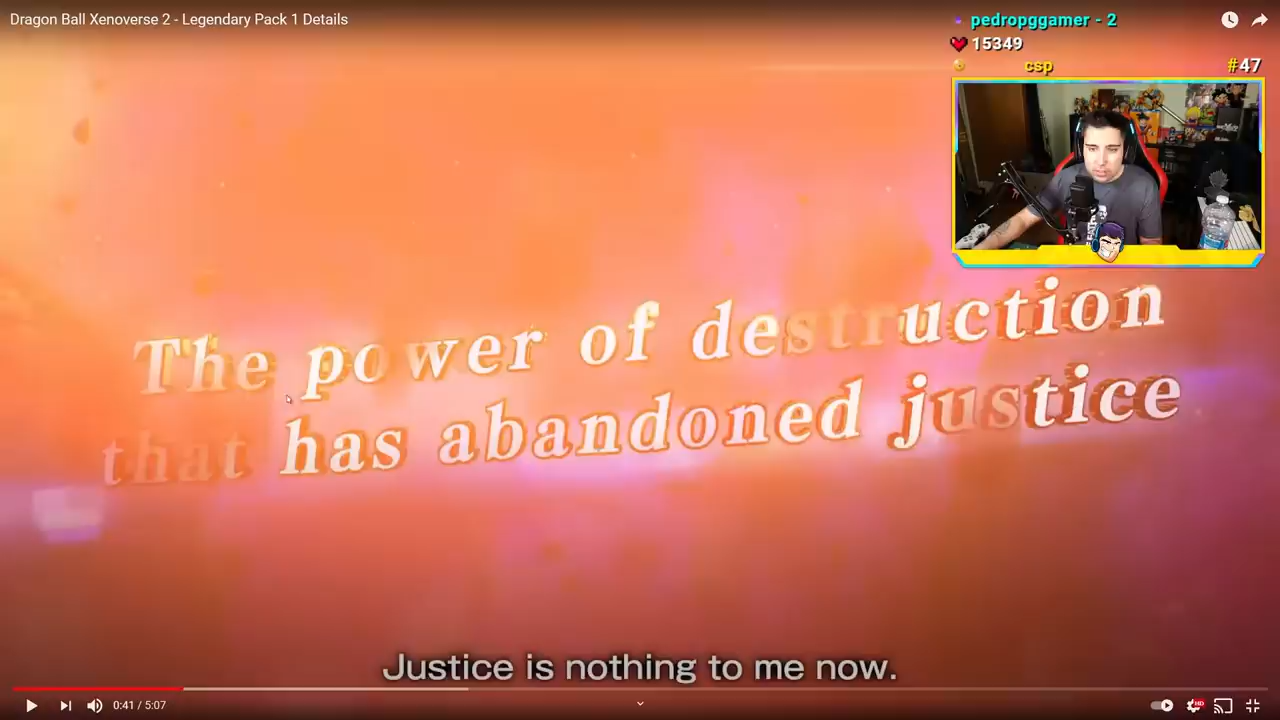 Dragon Ball Xenoverse 2 - Legendary Pack 1 Details
pedropggamer - 2
15349
csp
#47
The power of destruction
that has abandoned justice
Justice is nothing to me now.
0:41 / 5:07
HD